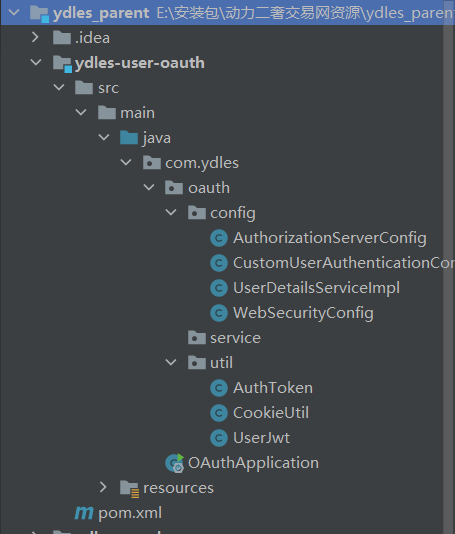 ydles_parent E:\安装包\动力二奢交易网资源\ydles_paren
.idea
ydles-user-oauth
src
main
java
com.ydles
oauth
config
AuthorizationServerConfig
CustomUserAuthenticationCon
UserDetailsServiceImpl
WebSecurityConfig
service
util
AuthToken
CookieUtil
UserJwt
OAuthApplication
resources
pom.xml